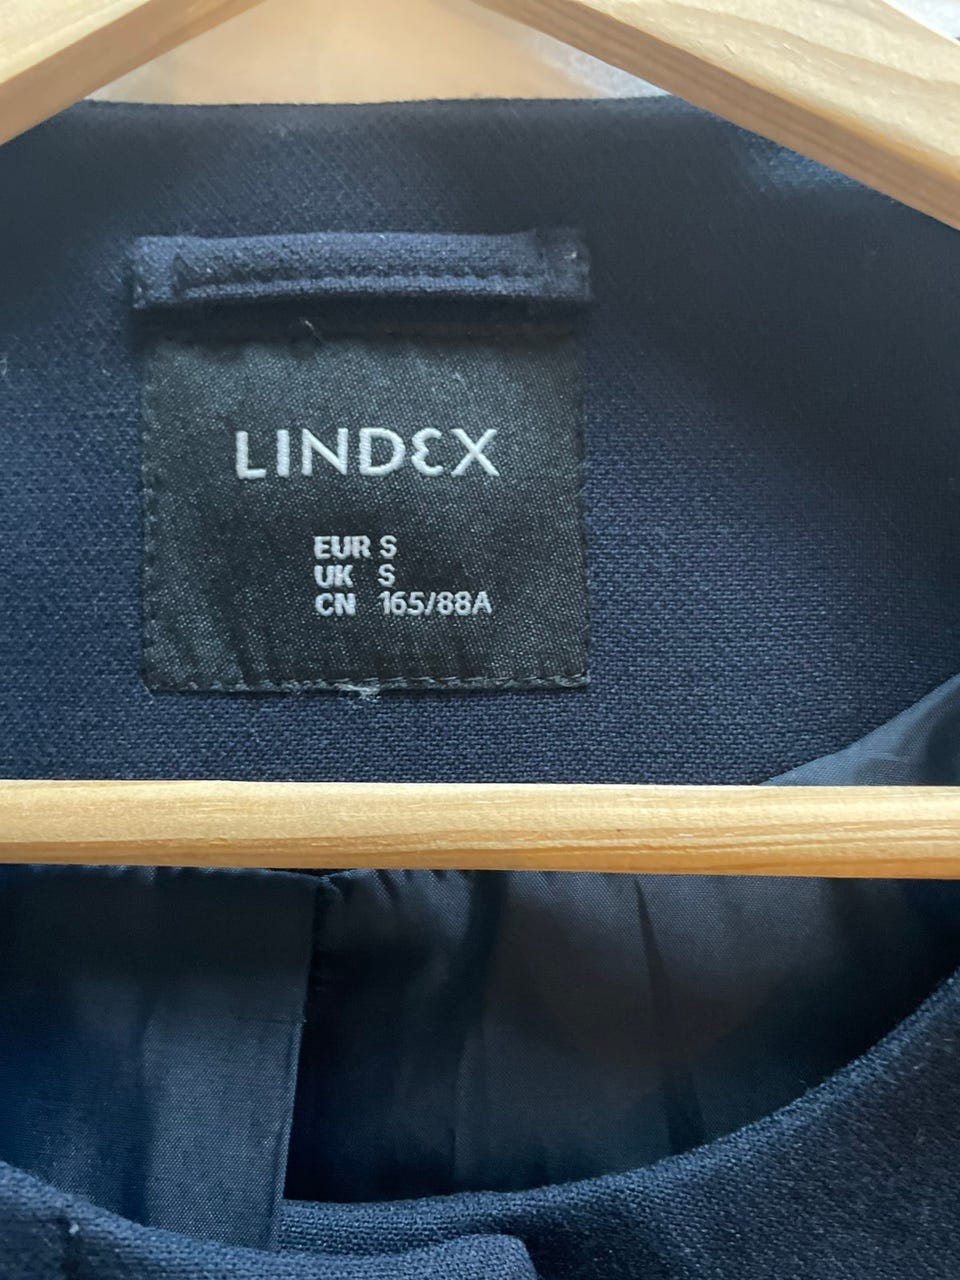 LINDEX
EUR S
UK S
CN 165/88A